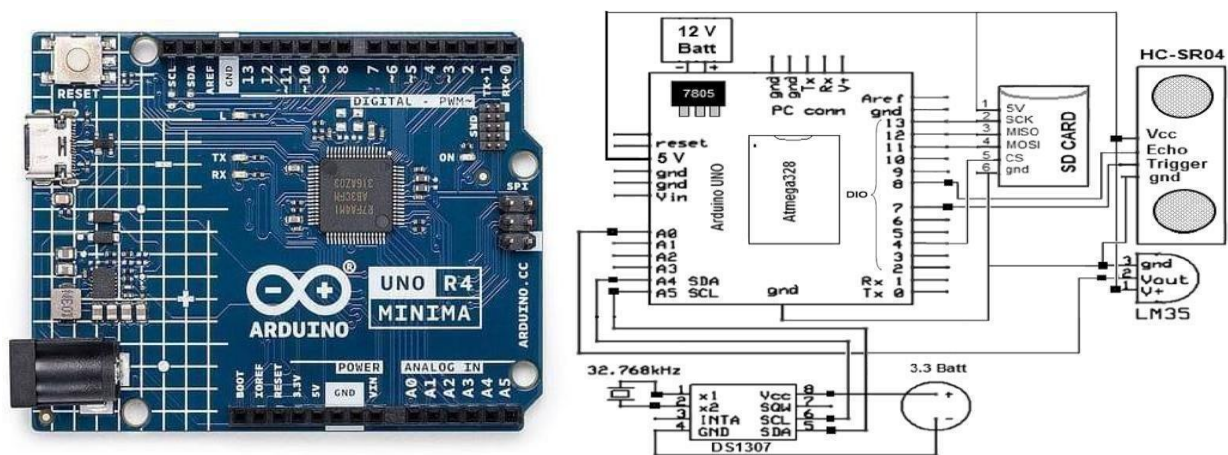 RESET
SCL
SDA
AREF
GND
13
12
~11
~10
~9
8
7
~6
~5
4
~3
2
TX→1
RX←0
DIGITAL - PWM~
L
TX
RX
ON
SWD
SPI
R7FA4M1
AB3CFM
316AZ03
ARDUINO
®
UNO R4
MINIMA
ARDUINO.CC
POWER
ANALOG IN
BOOT
IOREF
RESET
3.3V
5V
GND
VIN
A0
A1
A2
A3
A4
A5
12 V
Batt
- +
7805
gnd
gnd
Tx
Rx
V+
PC conn
Arduino UNO
Atmega328
reset
5 V
gnd
gnd
Vin
A0
A1
A2
A3
A4 SDA
A5 SCL
gnd
Aref
gnd
13
12
11
10
9
8
DIO
7
6
5
4
3
2
Rx 1
Tx 0
1 5V
2 SCK
3 MISO
4 MOSI
5 CS
6 gnd
SD CARD
HC-SR04
Vcc
Echo
Trigger
gnd
3 gnd
2 Vout
1 V+
LM35
32.768kHz
1 x1
2 x2
3 INTA
4 GND
Vcc 8
SQW 7
SCL 6
SDA 5
DS1307
3.3 Batt
+
-